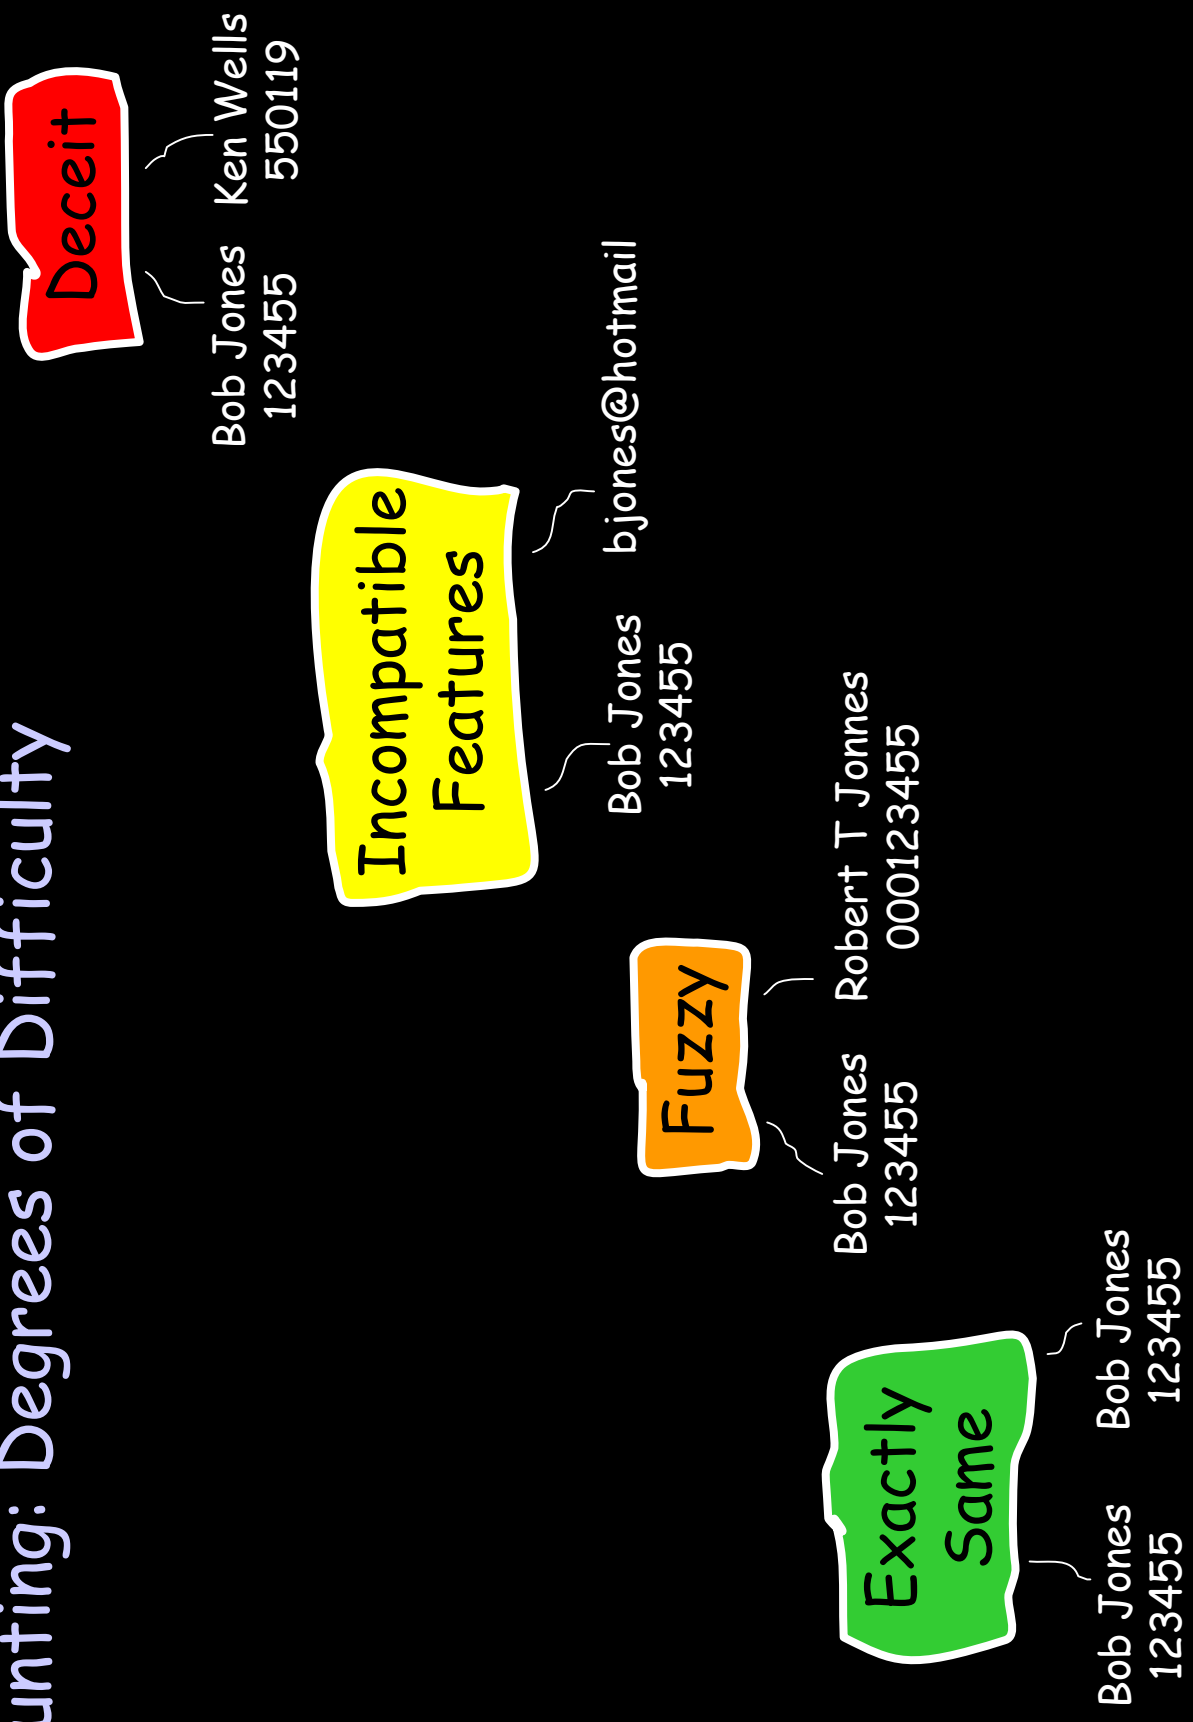 unting: Degrees of Difficulty
Deceit
Bob Jones Ken Wells
123455 550119
Incompatible
Features
Bob Jones bjones@hotmail
123455
Fuzzy
Bob Jones Robert T Jonnes
123455 000123455
Exactly
Same
Bob Jones Bob Jones
123455 123455